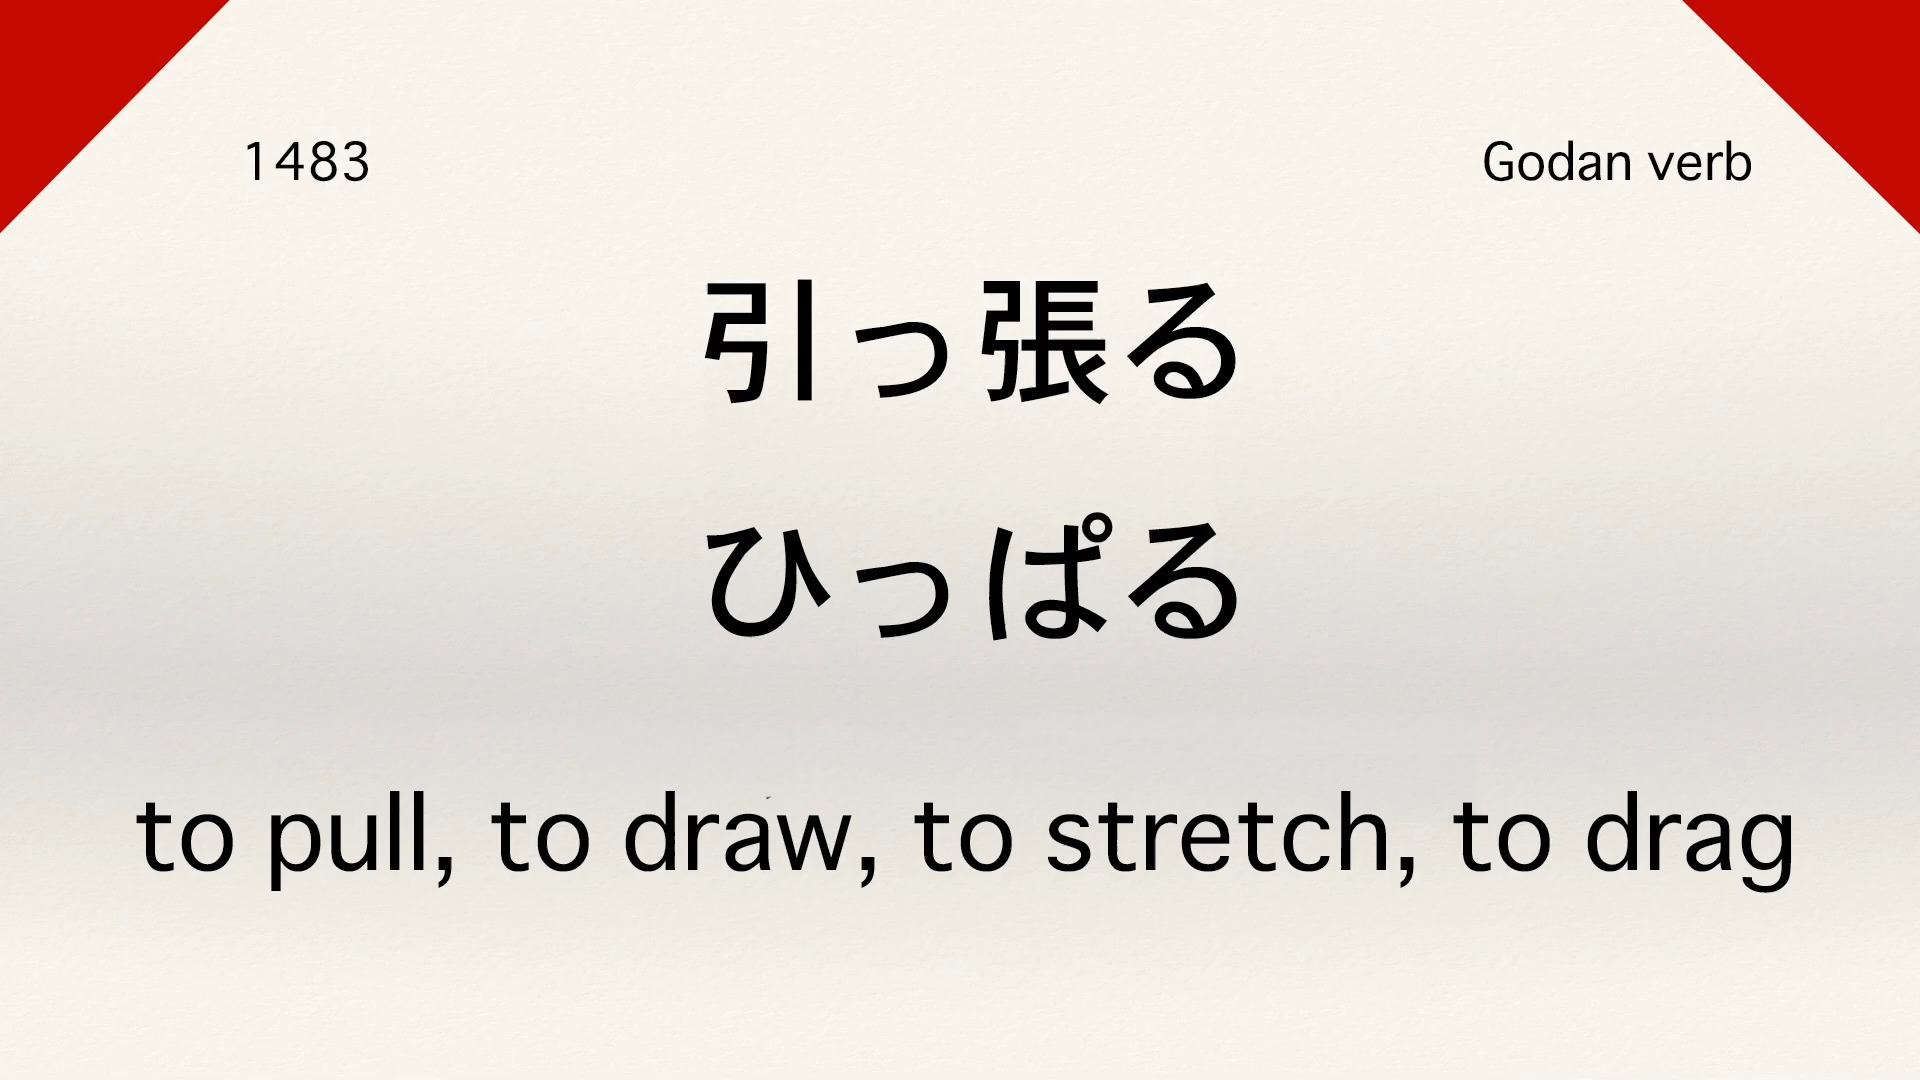 1483
Godan verb
引っ張る
ひっぱる
to pull, to draw, to stretch, to drag